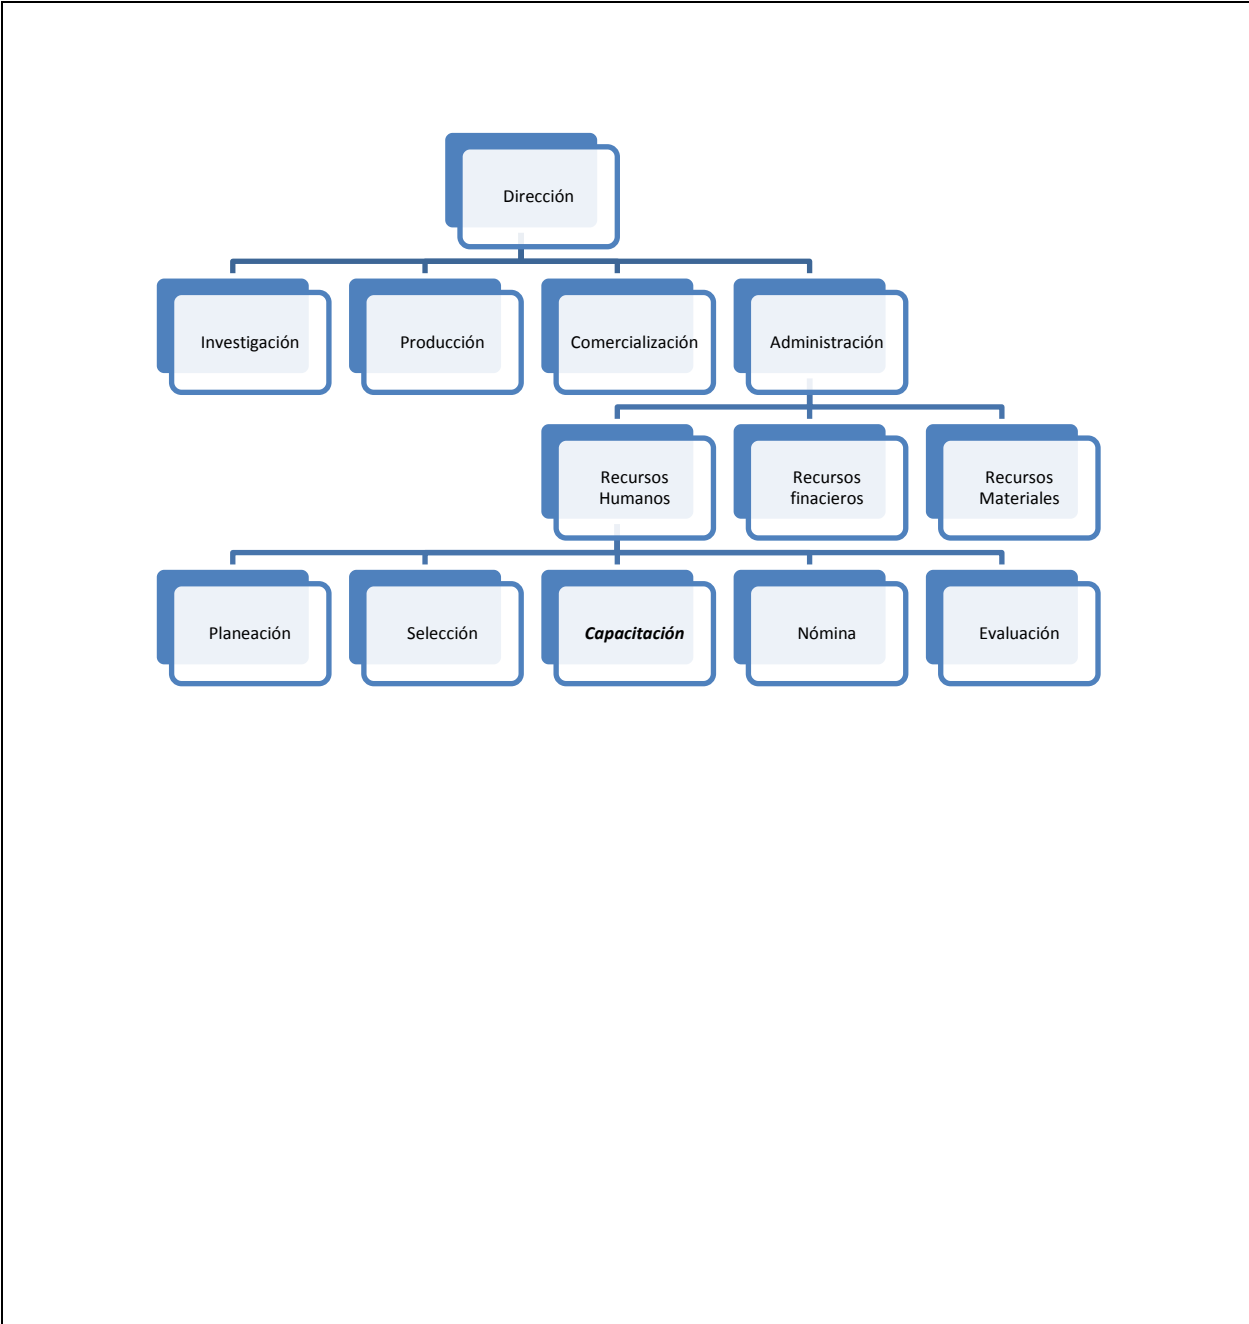 Dirección
Investigación
Producción
Comercialización
Administración
Recursos
Humanos
Recursos
finacieros
Recursos
Materiales
Planeación
Selección
Capacitación
Nómina
Evaluación